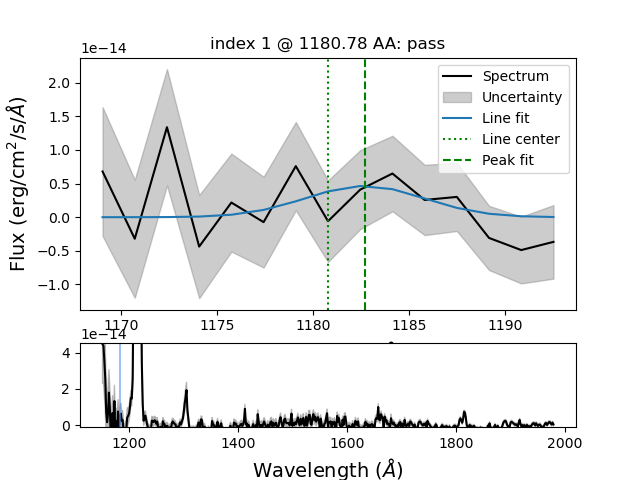 index 1 @ 1180.78 AA: pass
1e−14
2.0
1.5
1.0
0.5
0.0
−0.5
−1.0
Flux (erg/cm²/s/Å)
Spectrum
Uncertainty
Line fit
Line center
Peak fit
1170 1175 1180 1185 1190
1e−14
4
2
0
1200 1400 1600 1800 2000
Wavelength (Å)